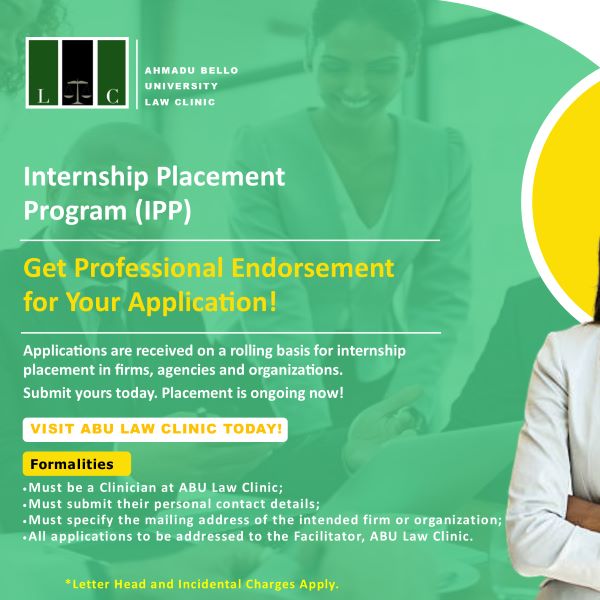 L C
AHMADU BELLO
UNIVERSITY
LAW CLINIC
Internship Placement
Program (IPP)
Get Professional Endorsement
for Your Application!
Applications are received on a rolling basis for internship
placement in firms, agencies and organizations.
Submit yours today. Placement is ongoing now!
VISIT ABU LAW CLINIC TODAY!
Formalities
•Must be a Clinician at ABU Law Clinic;
•Must submit their personal contact details;
•Must specify the mailing address of the intended firm or organization;
•All applications to be addressed to the Facilitator, ABU Law Clinic.
*Letter Head and Incidental Charges Apply.